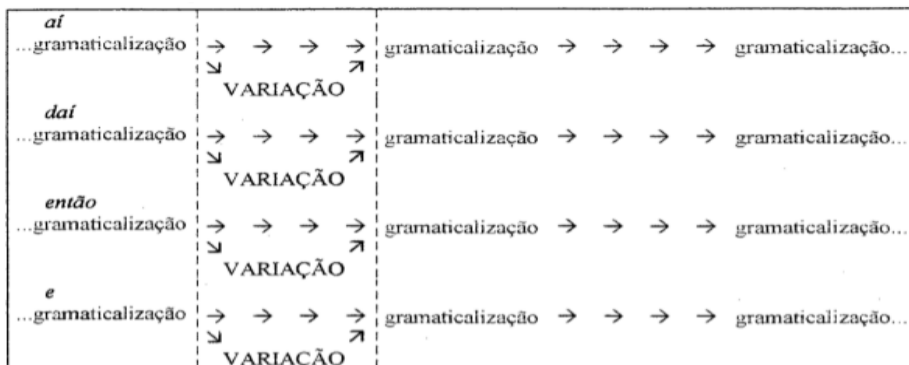 aí
...gramaticalização → → → → gramaticalização → → → → gramaticalização...
↘ ↗
VARIAÇÃO
daí
...gramaticalização → → → → gramaticalização → → → → gramaticalização...
↘ ↗
VARIAÇÃO
então
...gramaticalização → → → → gramaticalização → → → → gramaticalização...
↘ ↗
VARIAÇÃO
e
...gramaticalização → → → → gramaticalização → → → → gramaticalização...
↘ ↗
VARIAÇÃO